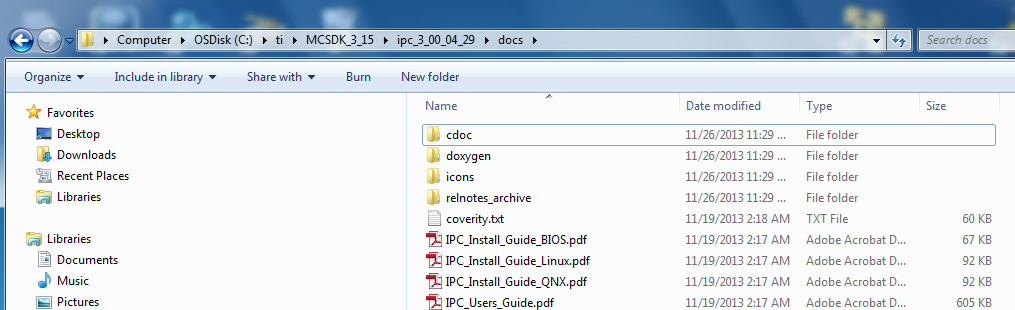 Computer ▸ OSDisk (C:) ▸ ti ▸ MCSDK_3_15 ▸ ipc_3_00_04_29 ▸ docs ▸ Search docs
Organize Include in library Share with Burn New folder
Name Date modified Type Size
Favorites
Desktop
Downloads
Recent Places
Libraries
Libraries
Documents
Music
Pictures
cdoc 11/26/2013 11:29 ... File folder
doxygen 11/26/2013 11:29 ... File folder
icons 11/26/2013 11:29 ... File folder
relnotes_archive 11/26/2013 11:29 ... File folder
coverity.txt 11/19/2013 2:18 AM TXT File 60 KB
IPC_Install_Guide_BIOS.pdf 11/19/2013 2:17 AM Adobe Acrobat D... 67 KB
IPC_Install_Guide_Linux.pdf 11/19/2013 2:17 AM Adobe Acrobat D... 92 KB
IPC_Install_Guide_QNX.pdf 11/19/2013 2:17 AM Adobe Acrobat D... 92 KB
IPC_Users_Guide.pdf 11/19/2013 2:17 AM Adobe Acrobat D... 605 KB